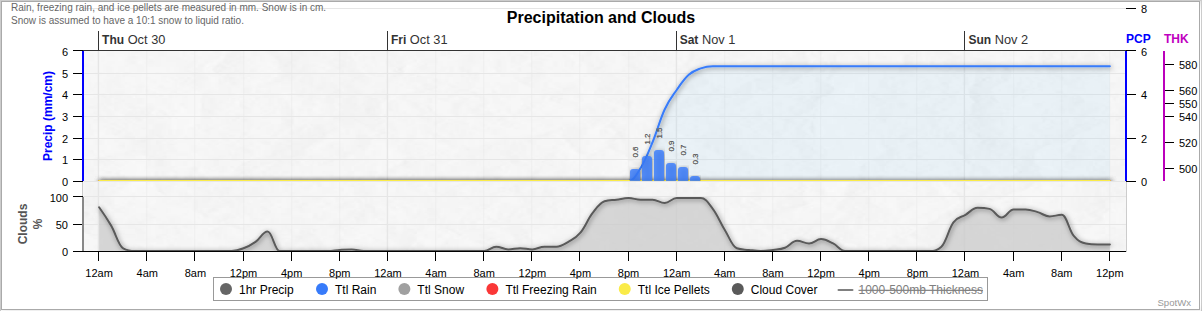 Rain, freezing rain, and ice pellets are measured in mm. Snow is in cm.
Snow is assumed to have a 10:1 snow to liquid ratio.
Precipitation and Clouds
8
Thu Oct 30 Fri Oct 31 Sat Nov 1 Sun Nov 2
PCP THK
Precip (mm/cm)
6 5 4 3 2 1 0
0.6 1.2 1.5 0.9 0.7 0.3
6 4 2 0
580 560 550 540 520 500
Clouds
%
100 50 0
12am 4am 8am 12pm 4pm 8pm 12am 4am 8am 12pm 4pm 8pm 12am 4am 8am 12pm 4pm 8pm 12am 4am 8am 12pm
1hr Precip Ttl Rain Ttl Snow Ttl Freezing Rain Ttl Ice Pellets Cloud Cover 1000-500mb Thickness
SpotWx